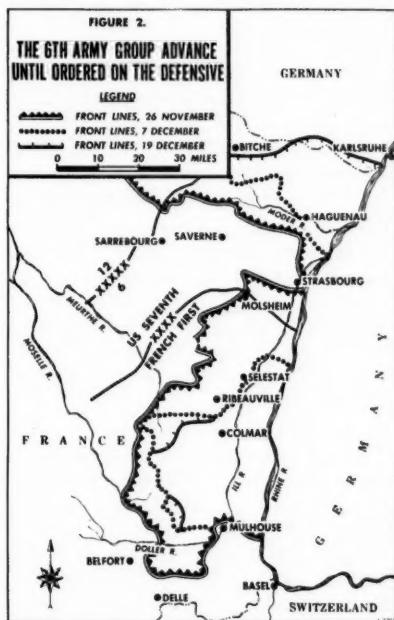 FIGURE 2.
THE 6TH ARMY GROUP ADVANCE
UNTIL ORDERED ON THE DEFENSIVE
LEGEND
FRONT LINES, 26 NOVEMBER
FRONT LINES, 7 DECEMBER
FRONT LINES, 19 DECEMBER
0 10 20 30 MILES
GERMANY
BITCHE
KARLSRUHE
MODER R.
HAGUENAU
SARREBOURG
SAVERNE
12
XXXXX
6
STRASBOURG
MEURTHE R.
MOLSHEIM
US SEVENTH
XXXX
FRENCH FIRST
MOSELLE R.
SELESTAT
RIBEAUVILLE
FRANCE
COLMAR
ILL R
RHINE R.
GERMANY
MULHOUSE
DOLLER R.
BELFORT
BASEL
DELLE
SWITZERLAND